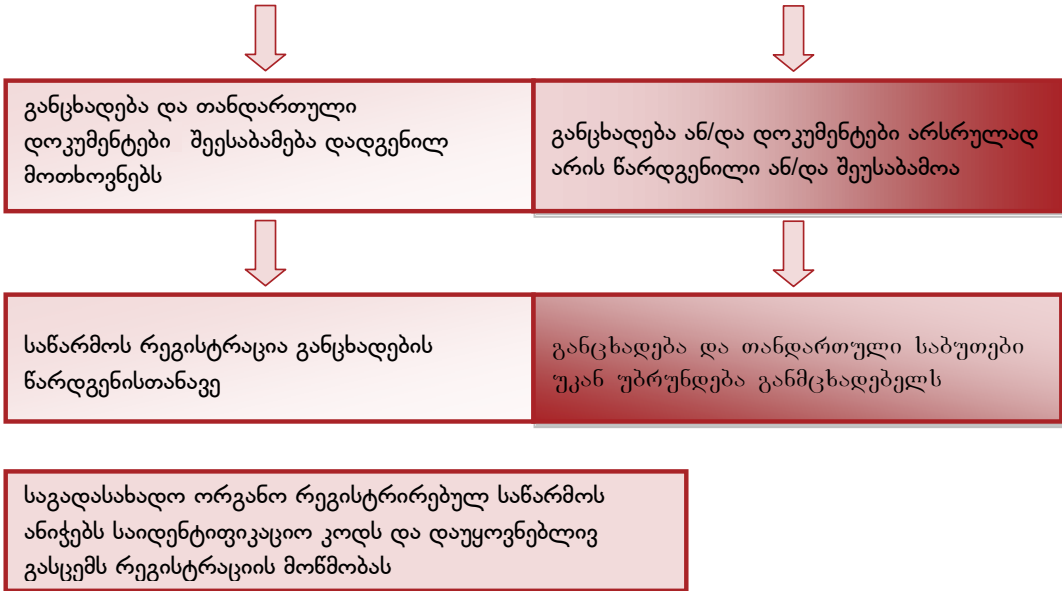 განცხადება და თანდართული
დოკუმენტები შეესაბამება დადგენილ
მოთხოვნებს
განცხადება ან/და დოკუმენტები არსრულად
არის წარდგენილი ან/და შეუსაბამოა
საწარმოს რეგისტრაცია განცხადების
წარდგენისთანავე
განცხადება და თანდართული საბუთები
უკან უბრუნდება განმცხადებელს
საგადასახადო ორგანო რეგისტრირებულ საწარმოს
ანიჭებს საიდენტიფიკაციო კოდს და დაუყოვნებლივ
გასცემს რეგისტრაციის მოწმობას